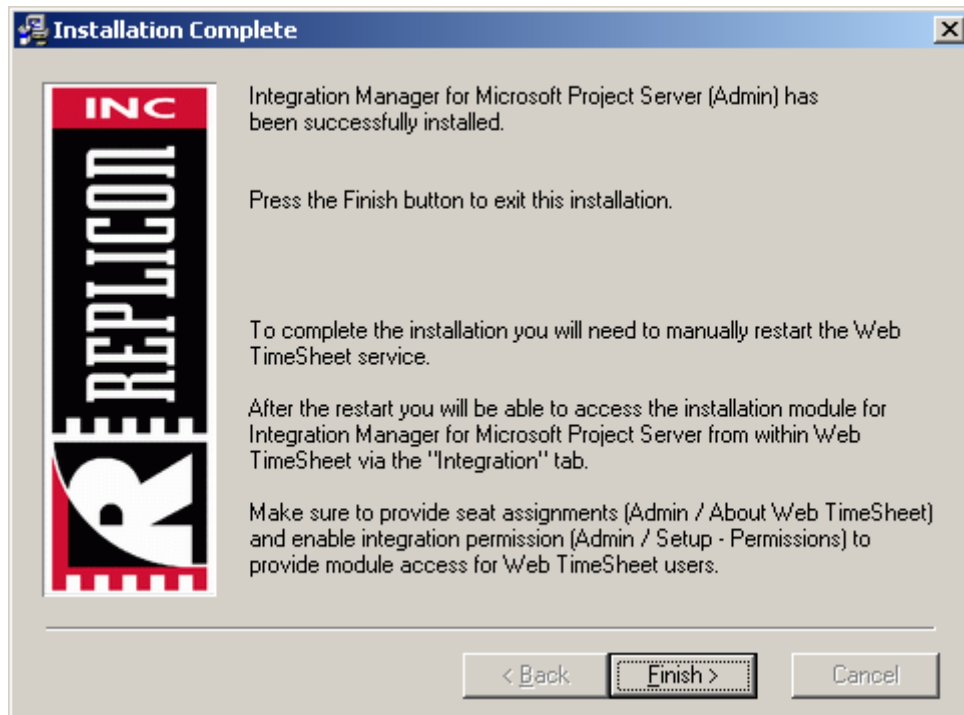 Installation Complete
INC
REPLICON
R
Integration Manager for Microsoft Project Server (Admin) has
been successfully installed.
Press the Finish button to exit this installation.
To complete the installation you will need to manually restart the Web
TimeSheet service.
After the restart you will be able to access the installation module for
Integration Manager for Microsoft Project Server from within Web
TimeSheet via the "Integration" tab.
Make sure to provide seat assignments (Admin / About Web TimeSheet)
and enable integration permission (Admin / Setup - Permissions) to
provide module access for Web TimeSheet users.
< Back
Finish >
Cancel